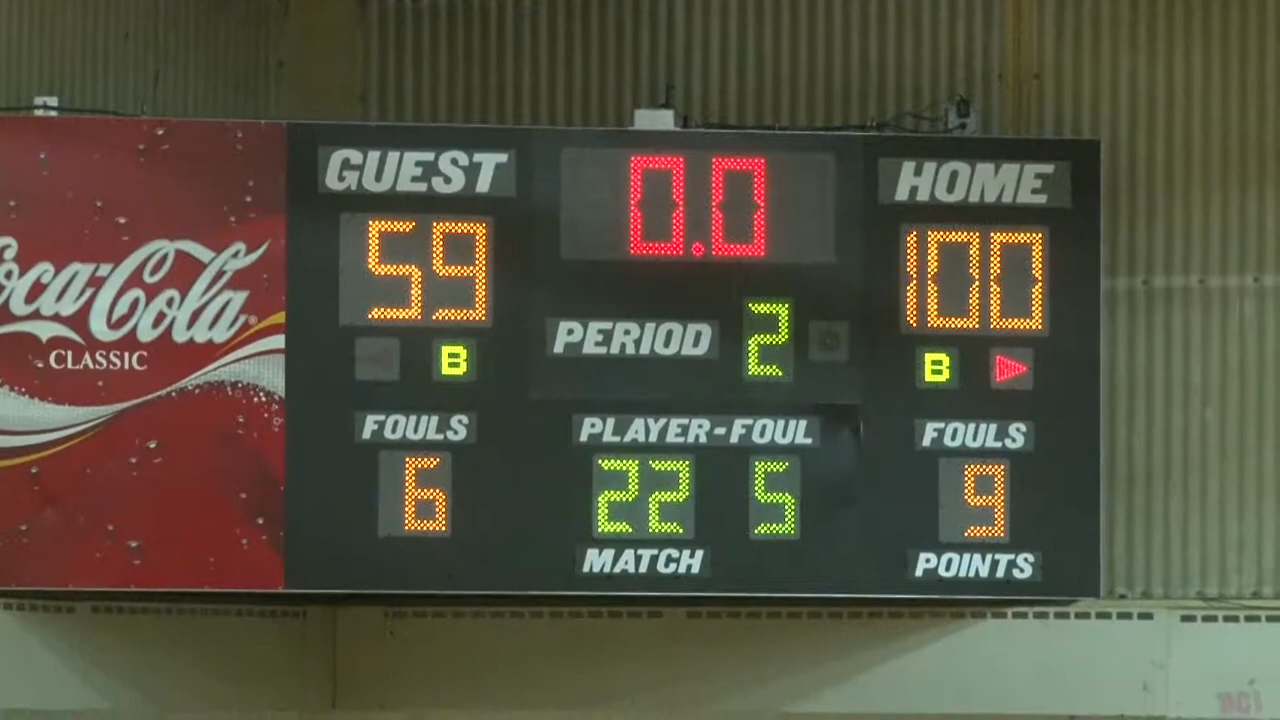 GUEST
0.0
HOME
59
100
Coca-Cola
CLASSIC
PERIOD 2
B
B
FOULS
PLAYER-FOUL
FOULS
6
22 5
9
MATCH
POINTS